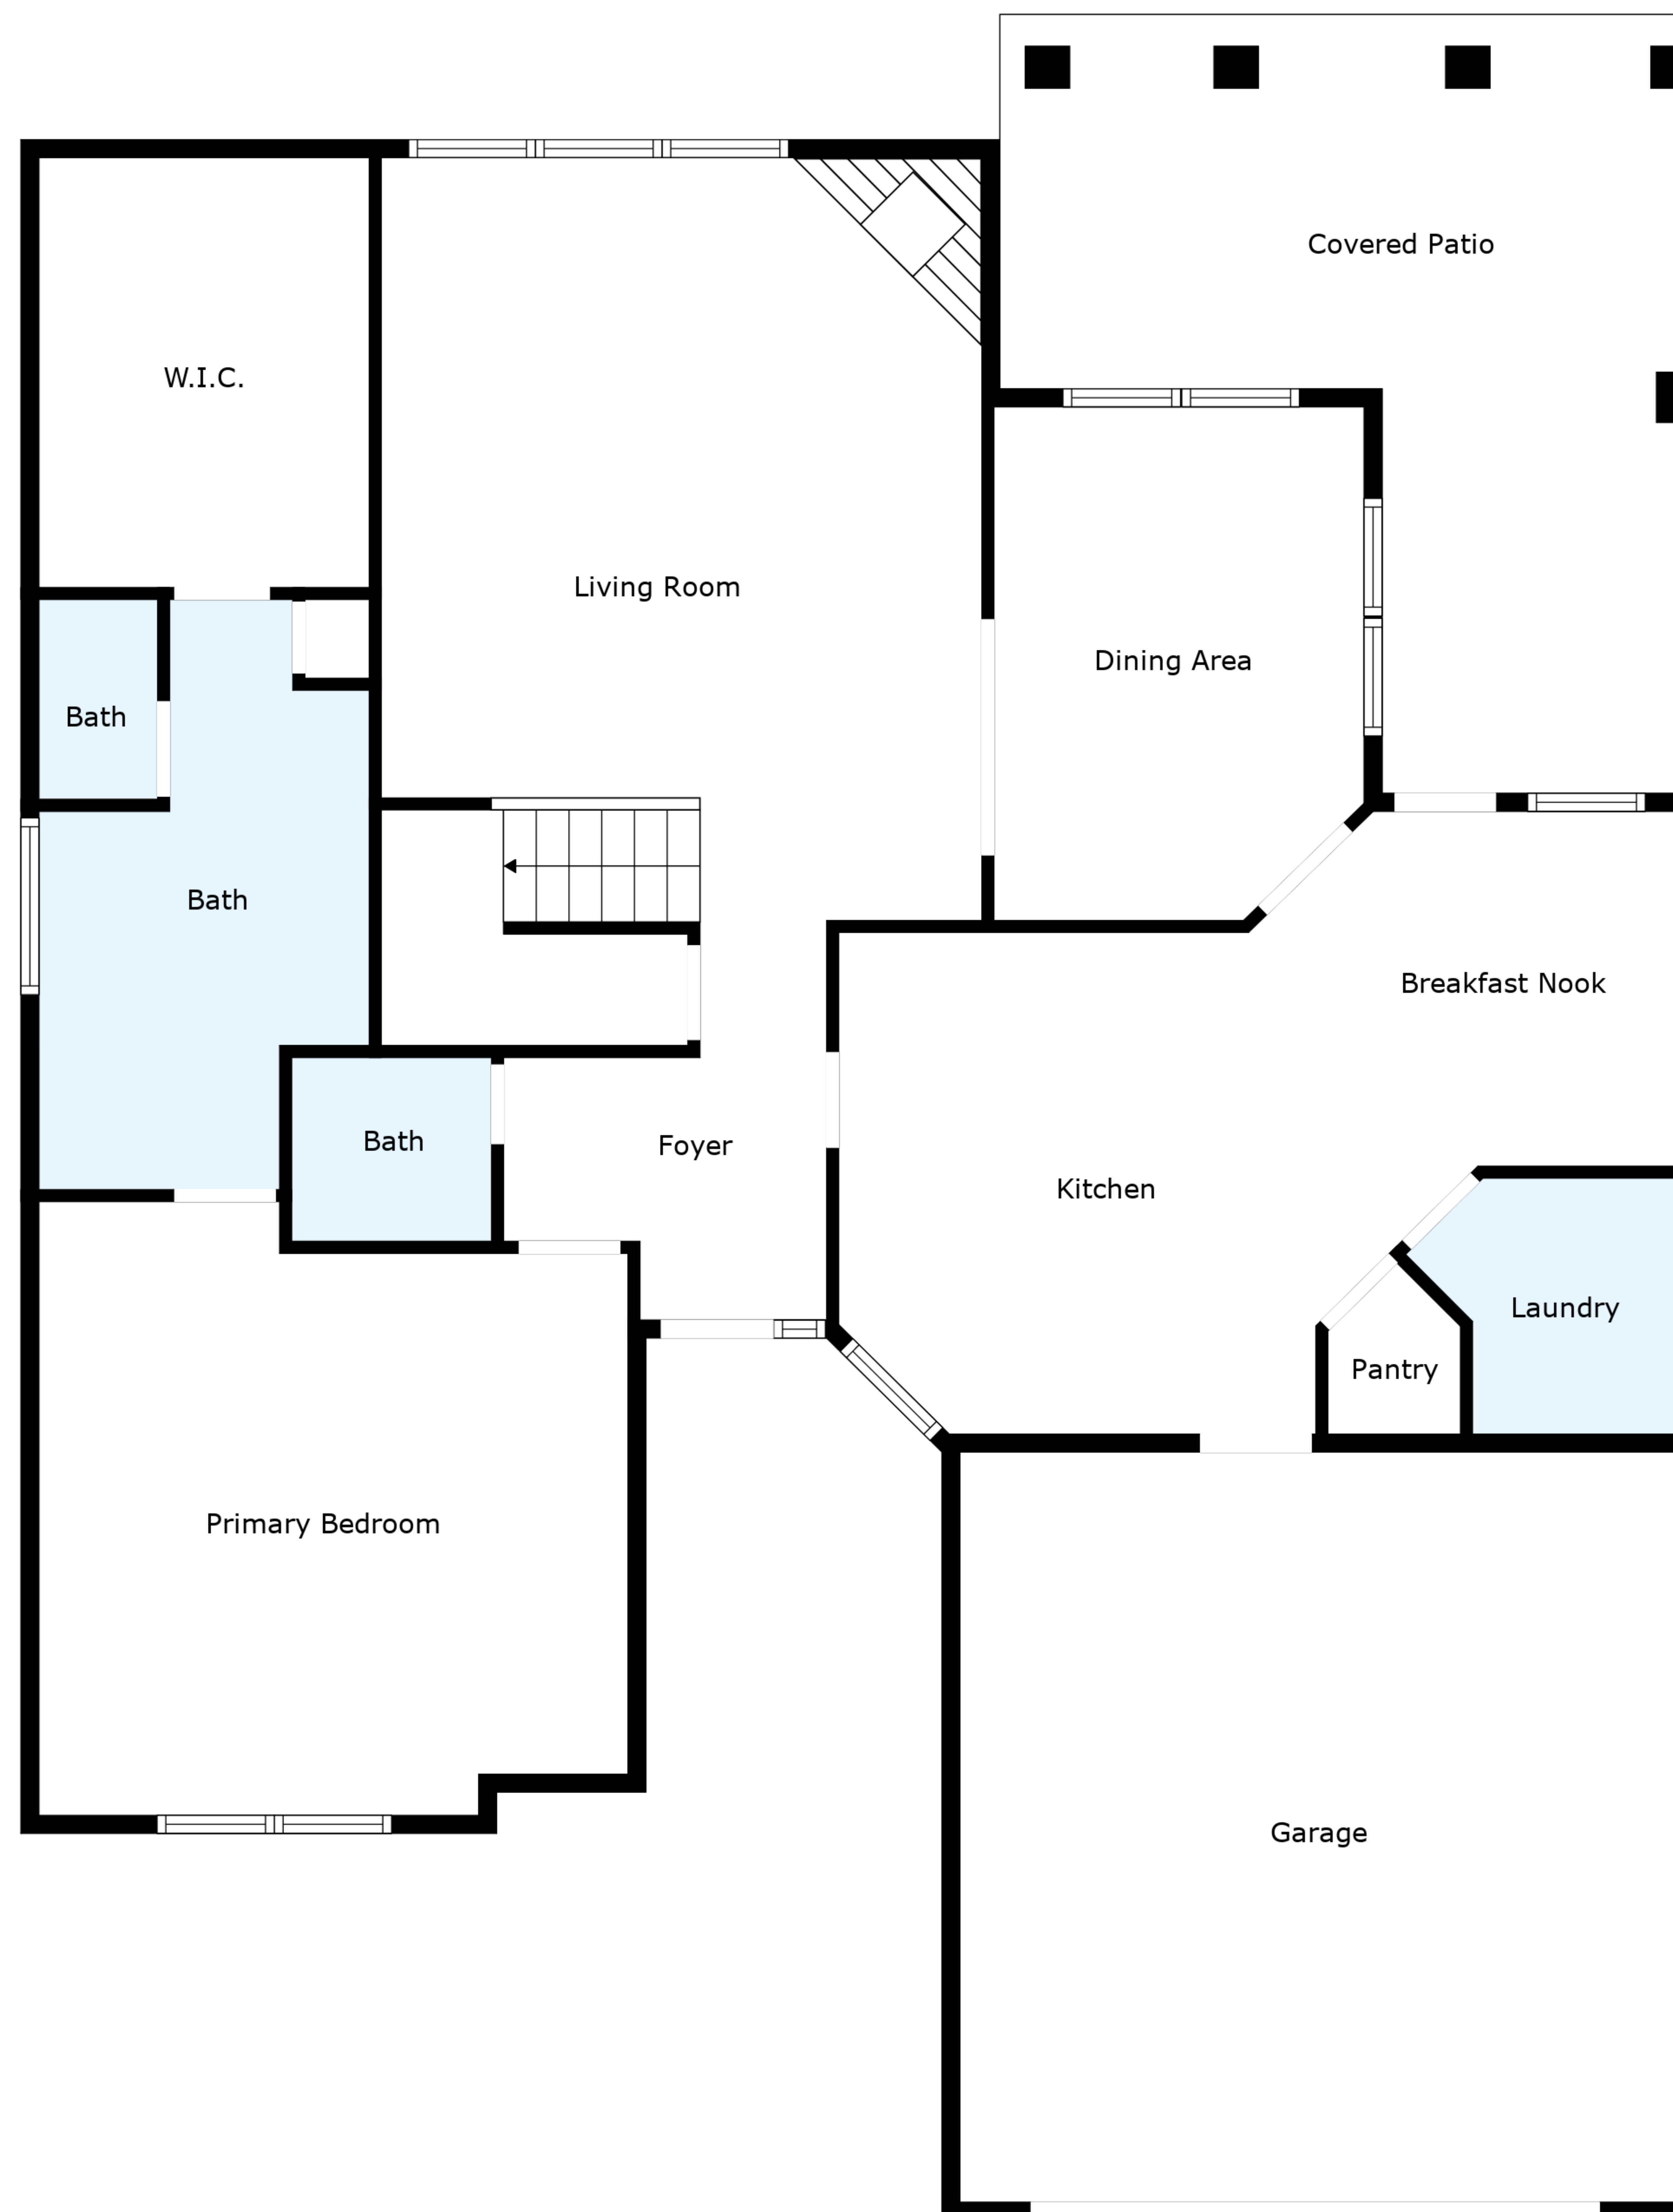 Covered Patio
W.I.C.
Living Room
Dining Area
Bath
Bath
Breakfast Nook
Bath
Foyer
Kitchen
Laundry
Pantry
Primary Bedroom
Garage